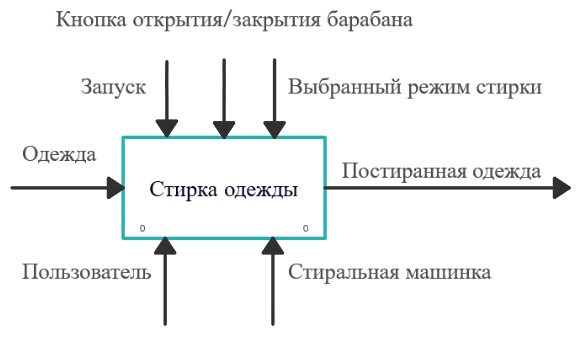 Кнопка открытия/закрытия барабана
Запуск
Выбранный режим стирки
Одежда
Постиранная одежда
Стирка одежды
0
0
Пользователь
Стиральная машинка